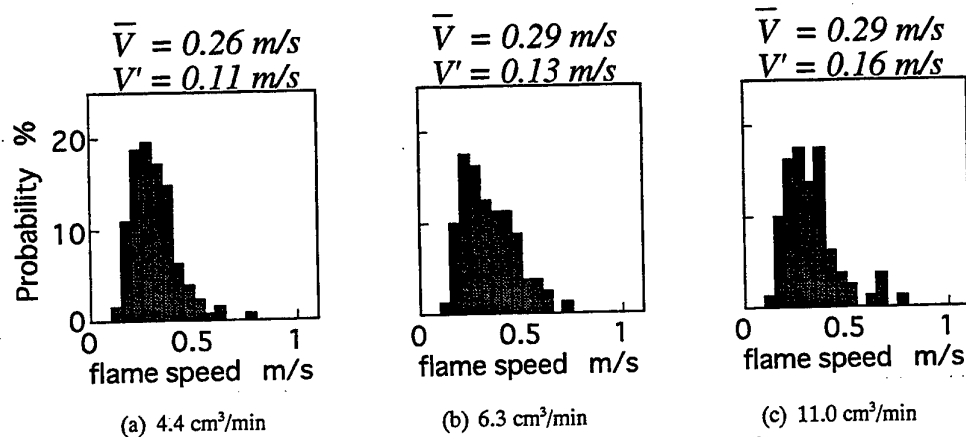 V̅ = 0.26 m/s
V' = 0.11 m/s
V̅ = 0.29 m/s
V' = 0.13 m/s
V̅ = 0.29 m/s
V' = 0.16 m/s
Probability %
20
10
0
0 0.5 1
flame speed m/s
0 0.5 1
flame speed m/s
0 0.5 1
flame speed m/s
(a) 4.4 cm³/min
(b) 6.3 cm³/min
(c) 11.0 cm³/min